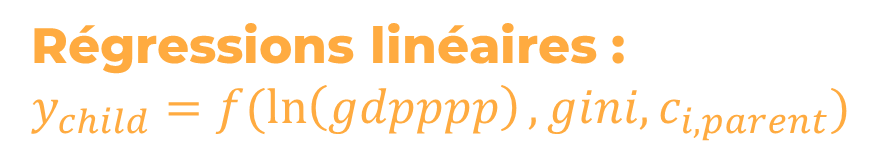 Régressions linéaires :
y_child = f(ln(gdpppp), gini, c_i,parent)